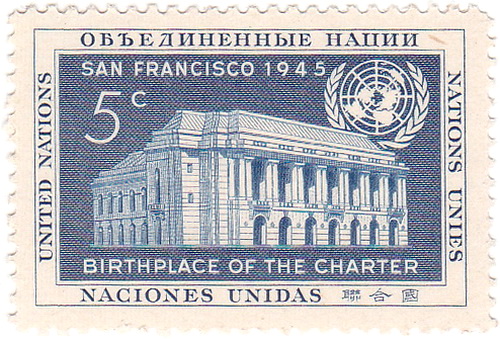 ОБЪЕДИНЕННЫЕ НАЦИИ
SAN FRANCISCO 1945
5c
UNITED NATIONS
NATIONS UNIES
BIRTHPLACE OF THE CHARTER
NACIONES UNIDAS 聯合國